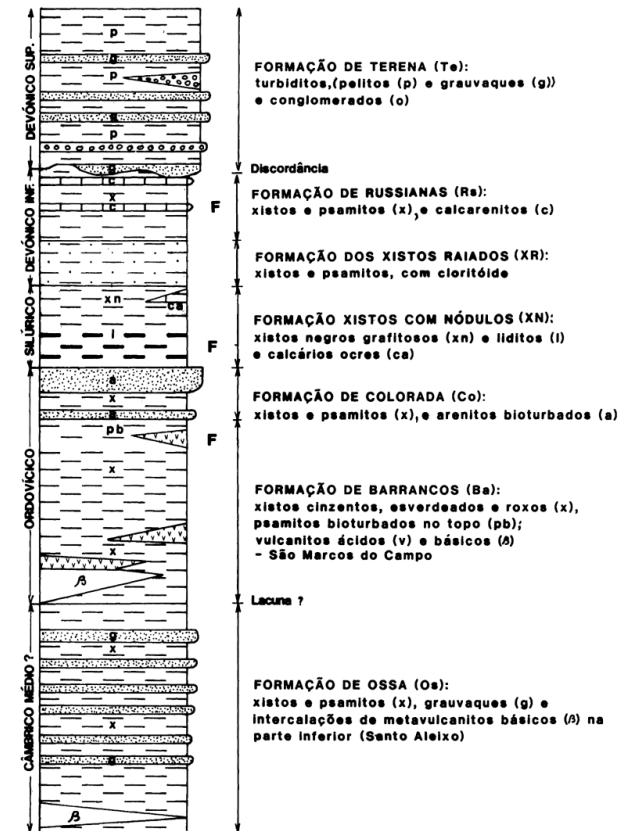 DEVÓNICO SUP.
DEVÓNICO INF.
SILÚRICO
ORDOVÍCICO
CÂMBRICO MÉDIO ?
p
g
p
g
p
g
c
x
c
xn
ca
l
a
x
a
pb
x
x
β
g
x
x
g
β
F
F
F
FORMAÇÃO DE TERENA (Te):
turbiditos,(pelitos (p) e grauvaques (g))
e conglomerados (o)
Discordância
FORMAÇÃO DE RUSSIANAS (Rs):
xistos e psamitos (x),e calcarenitos (c)
FORMAÇÃO DOS XISTOS RAIADOS (XR):
xistos e psamitos, com cloritóide
FORMAÇÃO XISTOS COM NÓDULOS (XN):
xistos negros grafitosos (xn) e liditos (l)
e calcários ocres (ca)
FORMAÇÃO DE COLORADA (Co):
xistos e psamitos (x),e arenitos bioturbados (a)
FORMAÇÃO DE BARRANCOS (Ba):
xistos cinzentos, esverdeados e roxos (x),
psamitos bioturbados no topo (pb);
vulcanitos ácidos (v) e básicos (β)
- São Marcos do Campo
Lacuna ?
FORMAÇÃO DE OSSA (Os):
xistos e psamitos (x), grauvaques (g) e
intercalações de metavulcanitos básicos (β) na
parte inferior (Santo Aleixo)